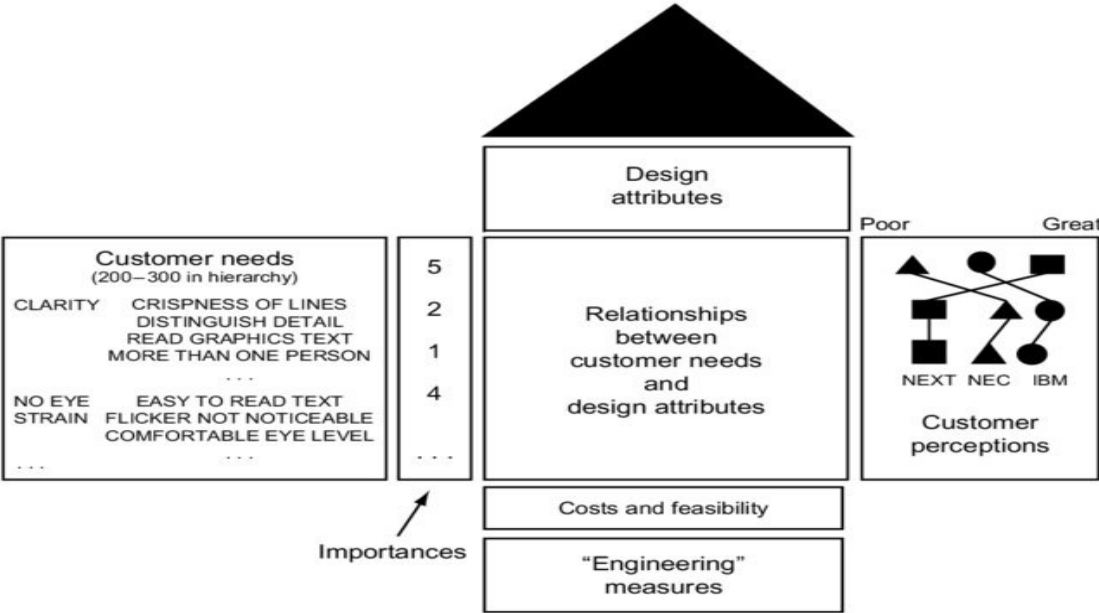 Design
attributes
Poor Great
Customer needs
(200–300 in hierarchy)
CLARITY CRISPNESS OF LINES
DISTINGUISH DETAIL
READ GRAPHICS TEXT
MORE THAN ONE PERSON
. . .
NO EYE EASY TO READ TEXT
STRAIN FLICKER NOT NOTICEABLE
COMFORTABLE EYE LEVEL
. . .
. . .
5
2
1
4
. . .
Importances
Relationships
between
customer needs
and
design attributes
NEXT NEC IBM
Customer
perceptions
Costs and feasibility
“Engineering”
measures